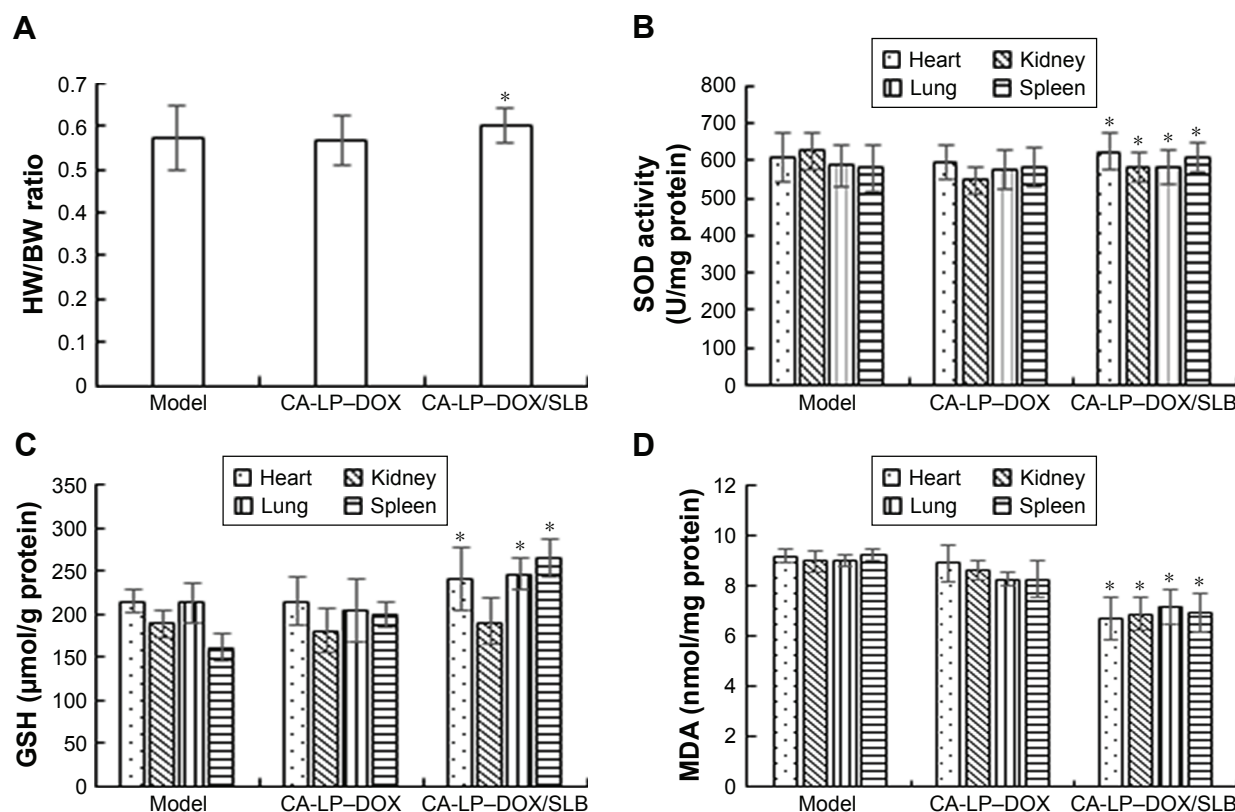 A
HW/BW ratio
0.7
0.6
0.5
0.4
0.3
0.2
0.1
0
*
Model CA-LP–DOX CA-LP–DOX/SLB
B
Heart Kidney
Lung Spleen
SOD activity
(U/mg protein)
800
700
600
500
400
300
200
100
0
* * * *
Model CA-LP–DOX CA-LP–DOX/SLB
C
Heart Kidney
Lung Spleen
GSH (µmol/g protein)
350
300
250
200
150
100
50
0
* * *
Model CA-LP–DOX CA-LP–DOX/SLB
D
Heart Kidney
Lung Spleen
MDA (nmol/mg protein)
12
10
8
6
4
2
0
* * * *
Model CA-LP–DOX CA-LP–DOX/SLB